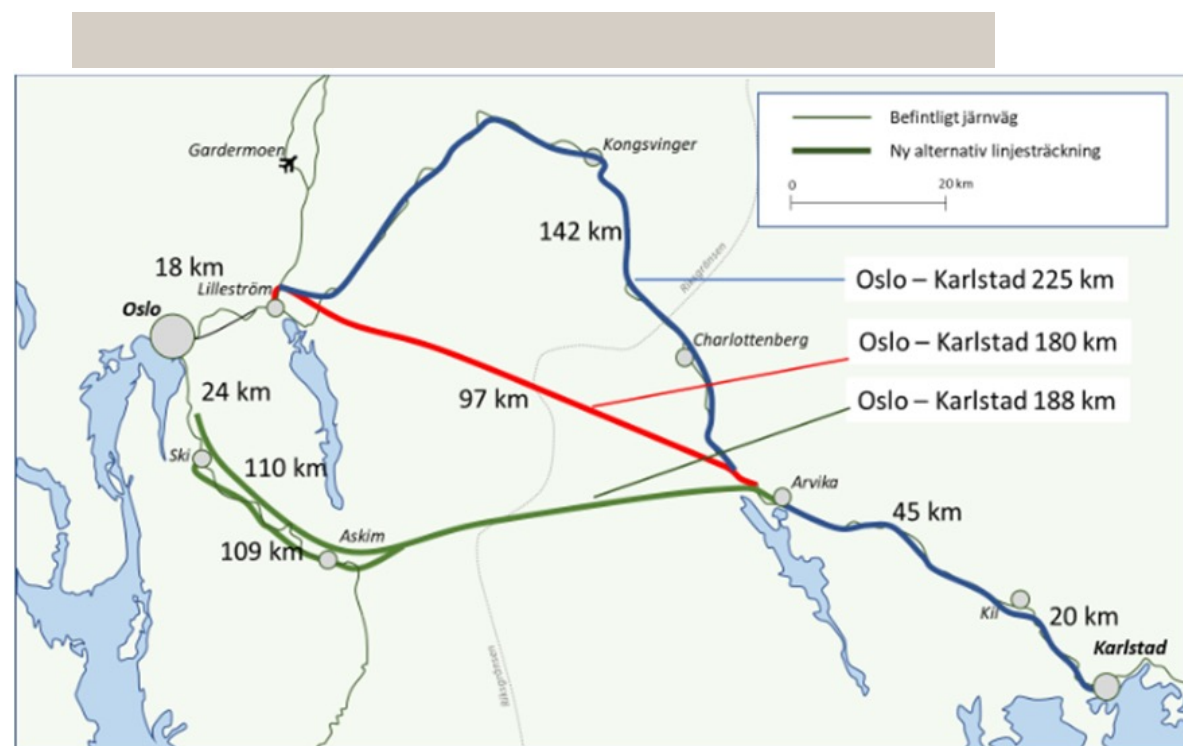 Befintligt järnväg
Ny alternativ linjesträckning
0
20 km
Gardermoen
Kongsvinger
142 km
Riksgränsen
18 km
Lilleström
Oslo
Oslo – Karlstad 225 km
Charlottenberg
Oslo – Karlstad 180 km
24 km
97 km
Oslo – Karlstad 188 km
Ski
110 km
Arvika
45 km
Askim
109 km
Kil
20 km
Karlstad
Riksgränsen